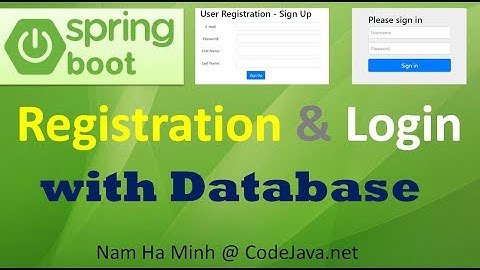 spring
boot
User Registration - Sign Up
E-mail:
Password:
First Name:
Last Name:
Sign Up
Please sign in
Username
Password
Sign in
Registration & Login
with Database
Nam Ha Minh @ CodeJava.net